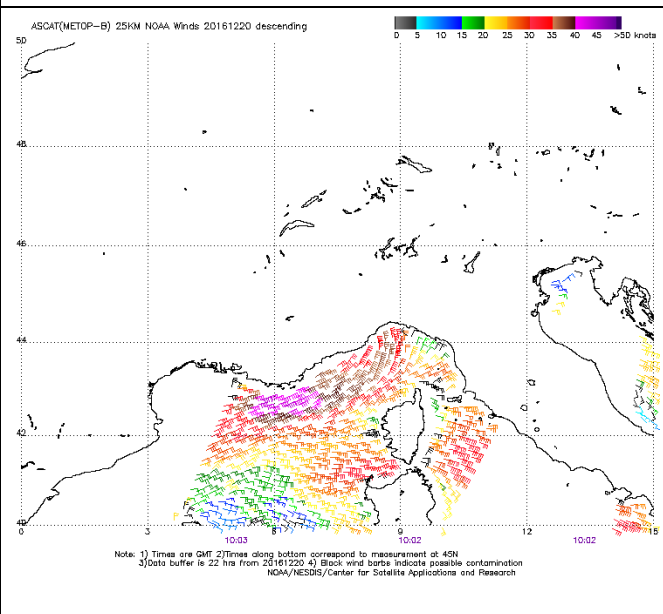 ASCAT(METOP-B) 25KM NOAA Winds 20161220 descending
0 5 10 15 20 25 30 35 40 45 >50 knots
50
48
46
44
42
40
0 3 6 9 12 15
10:03 10:02 10:02
Note: 1) Times are GMT 2)Times along bottom correspond to measurement at 45N
3)Data buffer is 22 hrs from 20161220 4) Black wind barbs indicate possible contamination
NOAA/NESDIS/Center for Satellite Applications and Research